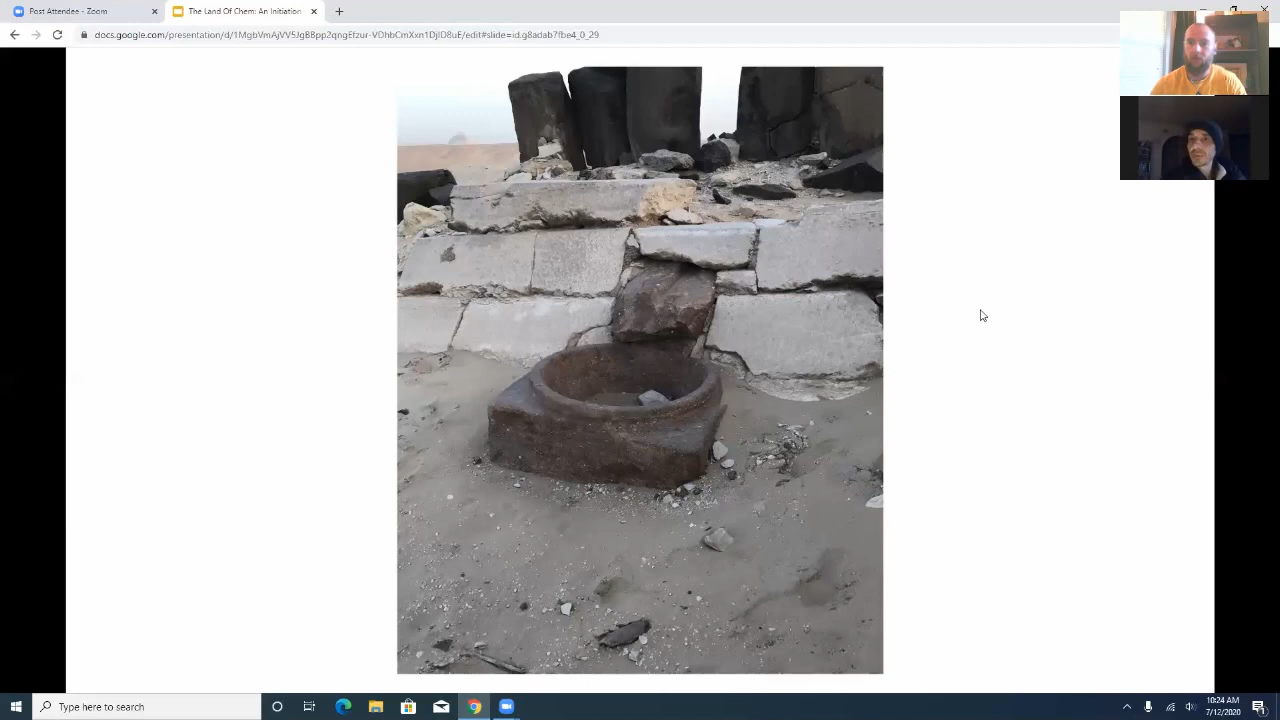 Post Attendee - Zoom
The Land Of Chem: An Initiation
docs.google.com/presentation/d/1MgbVmAjVV5JgBBpp2qngEfzur-VDhbCmXxn1DjID8uE/edit#slide=id.g8adab7fbe4_0_29
Type here to search
10:24 AM
7/12/2020